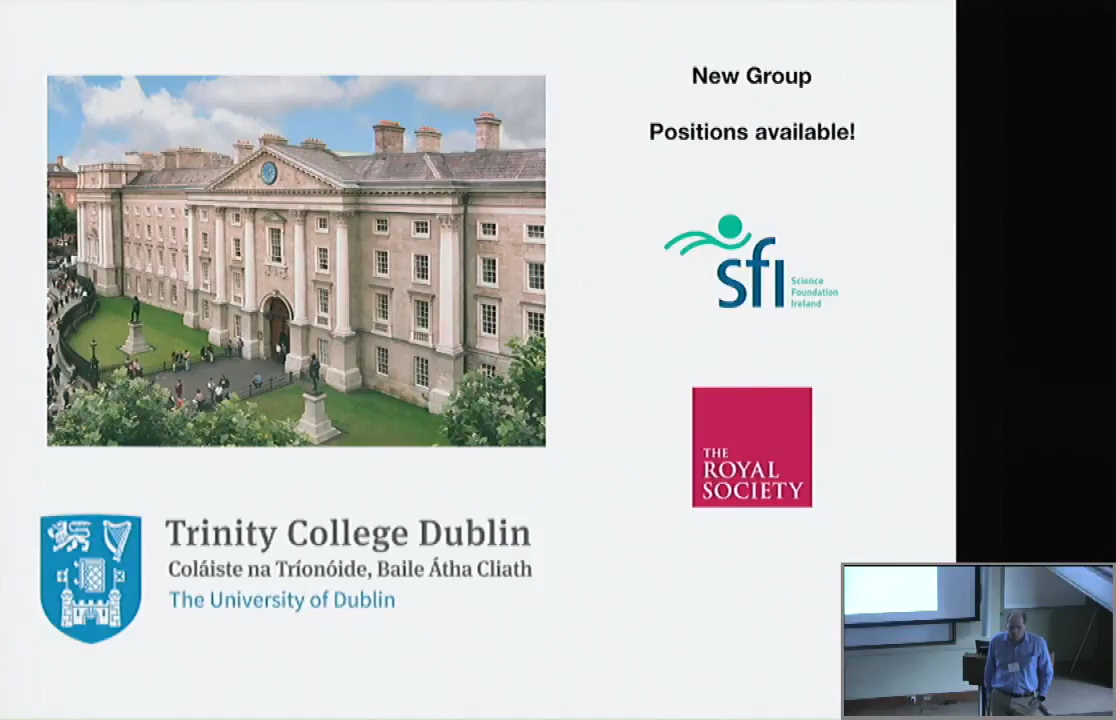 New Group
Positions available!
sfi
Science
Foundation
Ireland
THE
ROYAL
SOCIETY
Trinity College Dublin
Coláiste na Tríonóide, Baile Átha Cliath
The University of Dublin